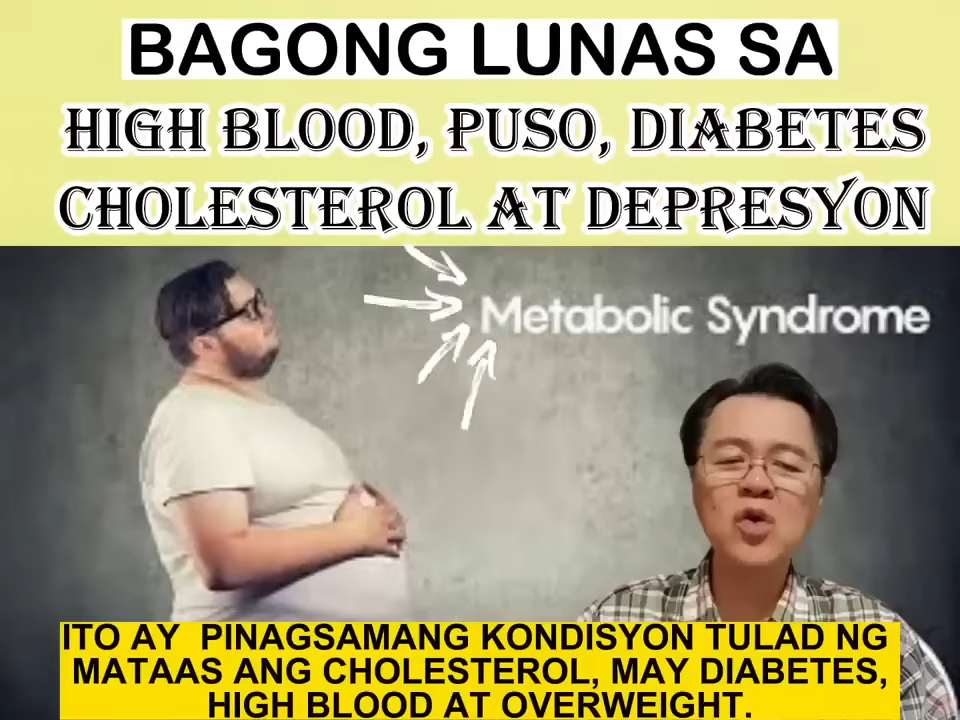 BAGONG LUNAS SA
HIGH BLOOD, PUSO, DIABETES
CHOLESTEROL AT DEPRESYON
Metabolic Syndrome
ITO AY PINAGSAMANG KONDISYON TULAD NG
MATAAS ANG CHOLESTEROL, MAY DIABETES,
HIGH BLOOD AT OVERWEIGHT.